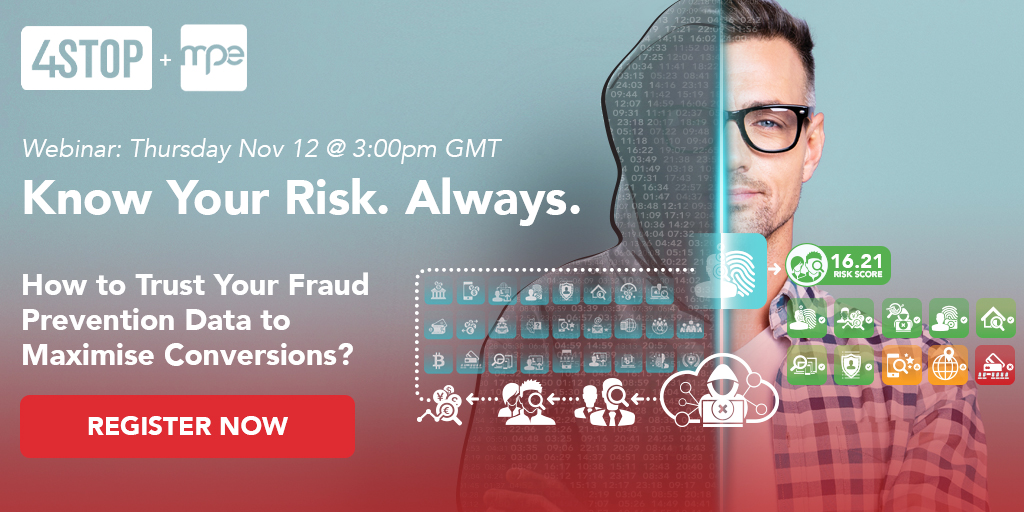 4STOP + mpe
Webinar: Thursday Nov 12 @ 3:00pm GMT
Know Your Risk. Always.
How to Trust Your Fraud
Prevention Data to
Maximise Conversions?
REGISTER NOW
16.21
RISK SCORE